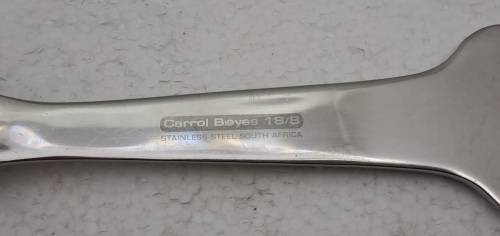 Carrol Boyes 18/8
STAINLESS STEEL SOUTH AFRICA